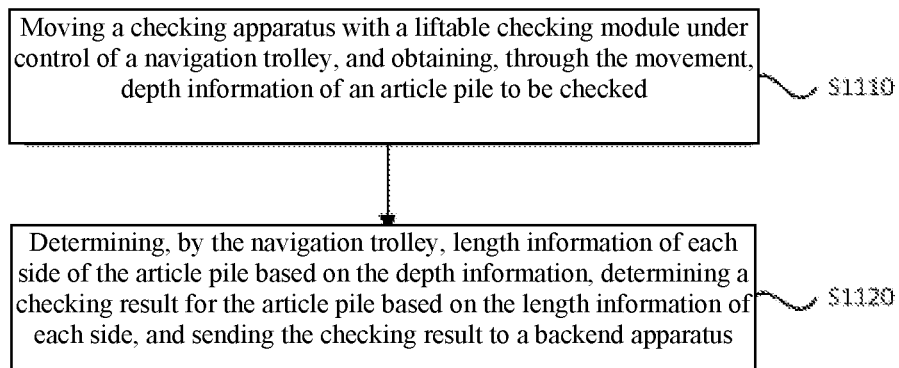 Moving a checking apparatus with a liftable checking module under
control of a navigation trolley, and obtaining, through the movement,
depth information of an article pile to be checked
S1110
Determining, by the navigation trolley, length information of each
side of the article pile based on the depth information, determining a
checking result for the article pile based on the length information of
each side, and sending the checking result to a backend apparatus
S1120